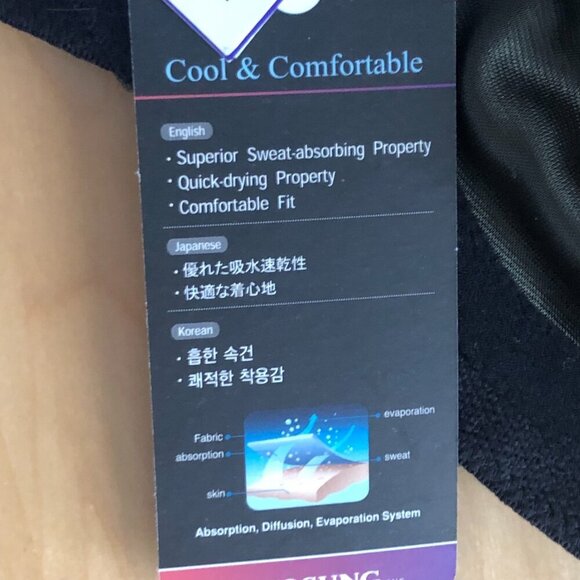 Cool & Comfortable
English
· Superior Sweat-absorbing Property
· Quick-drying Property
· Comfortable Fit
Japanese
· 優れた吸水速乾性
· 快適な着心地
Korean
· 흡한 속건
· 쾌적한 착용감
evaporation
Fabric
absorption
sweat
skin
Absorption, Diffusion, Evaporation System